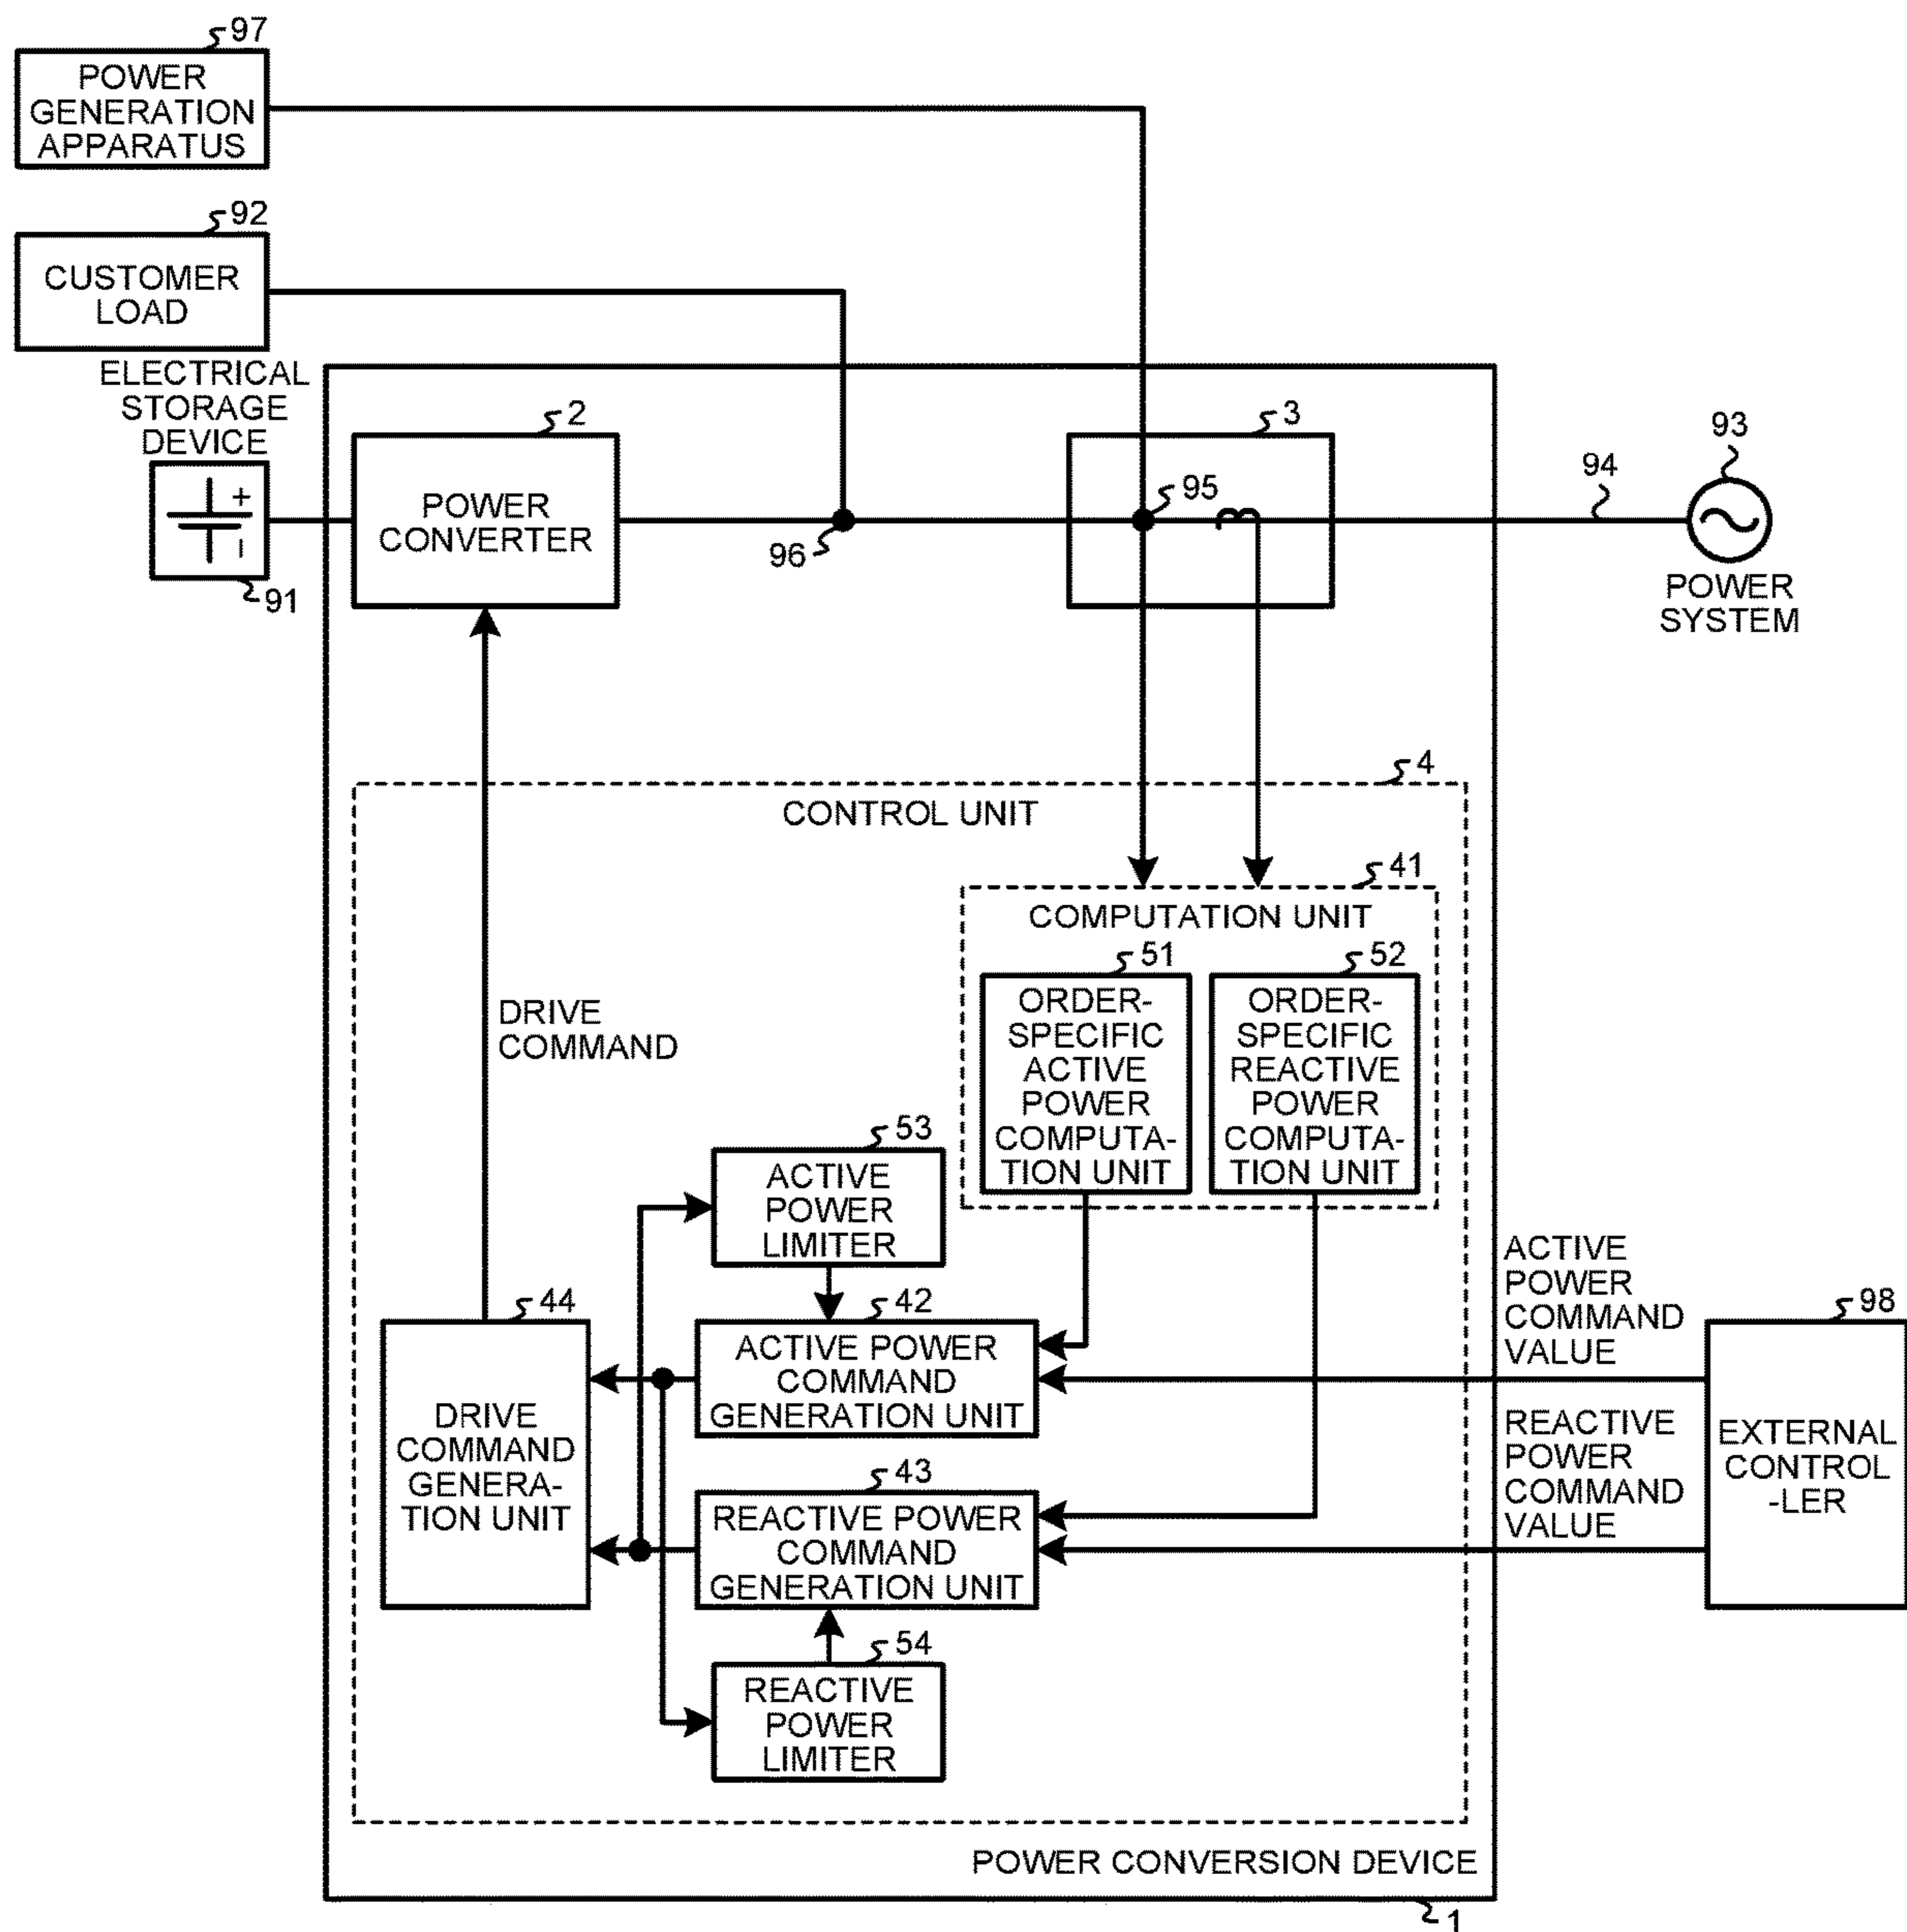 97
POWER
GENERATION
APPARATUS
92
CUSTOMER
LOAD
ELECTRICAL
STORAGE
DEVICE
+
–
91
2
POWER
CONVERTER
96
3
95
94
93
POWER
SYSTEM
4
CONTROL UNIT
41
COMPUTATION UNIT
51
ORDER-
SPECIFIC
ACTIVE
POWER
COMPUTA-
TION UNIT
52
ORDER-
SPECIFIC
REACTIVE
POWER
COMPUTA-
TION UNIT
DRIVE
COMMAND
53
ACTIVE
POWER
LIMITER
44
DRIVE
COMMAND
GENERA-
TION UNIT
42
ACTIVE POWER
COMMAND
GENERATION UNIT
43
REACTIVE POWER
COMMAND
GENERATION UNIT
54
REACTIVE
POWER
LIMITER
ACTIVE
POWER
COMMAND
VALUE
REACTIVE
POWER
COMMAND
VALUE
98
EXTERNAL
CONTROL
-LER
POWER CONVERSION DEVICE
1